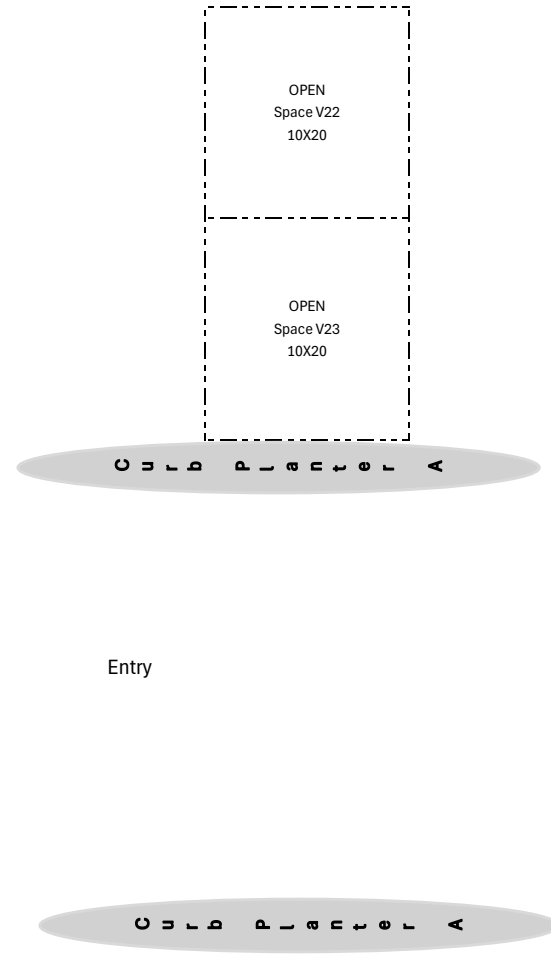 OPEN
Space V22
10X20
OPEN
Space V23
10X20
Curb Planter A
Entry
Curb Planter A